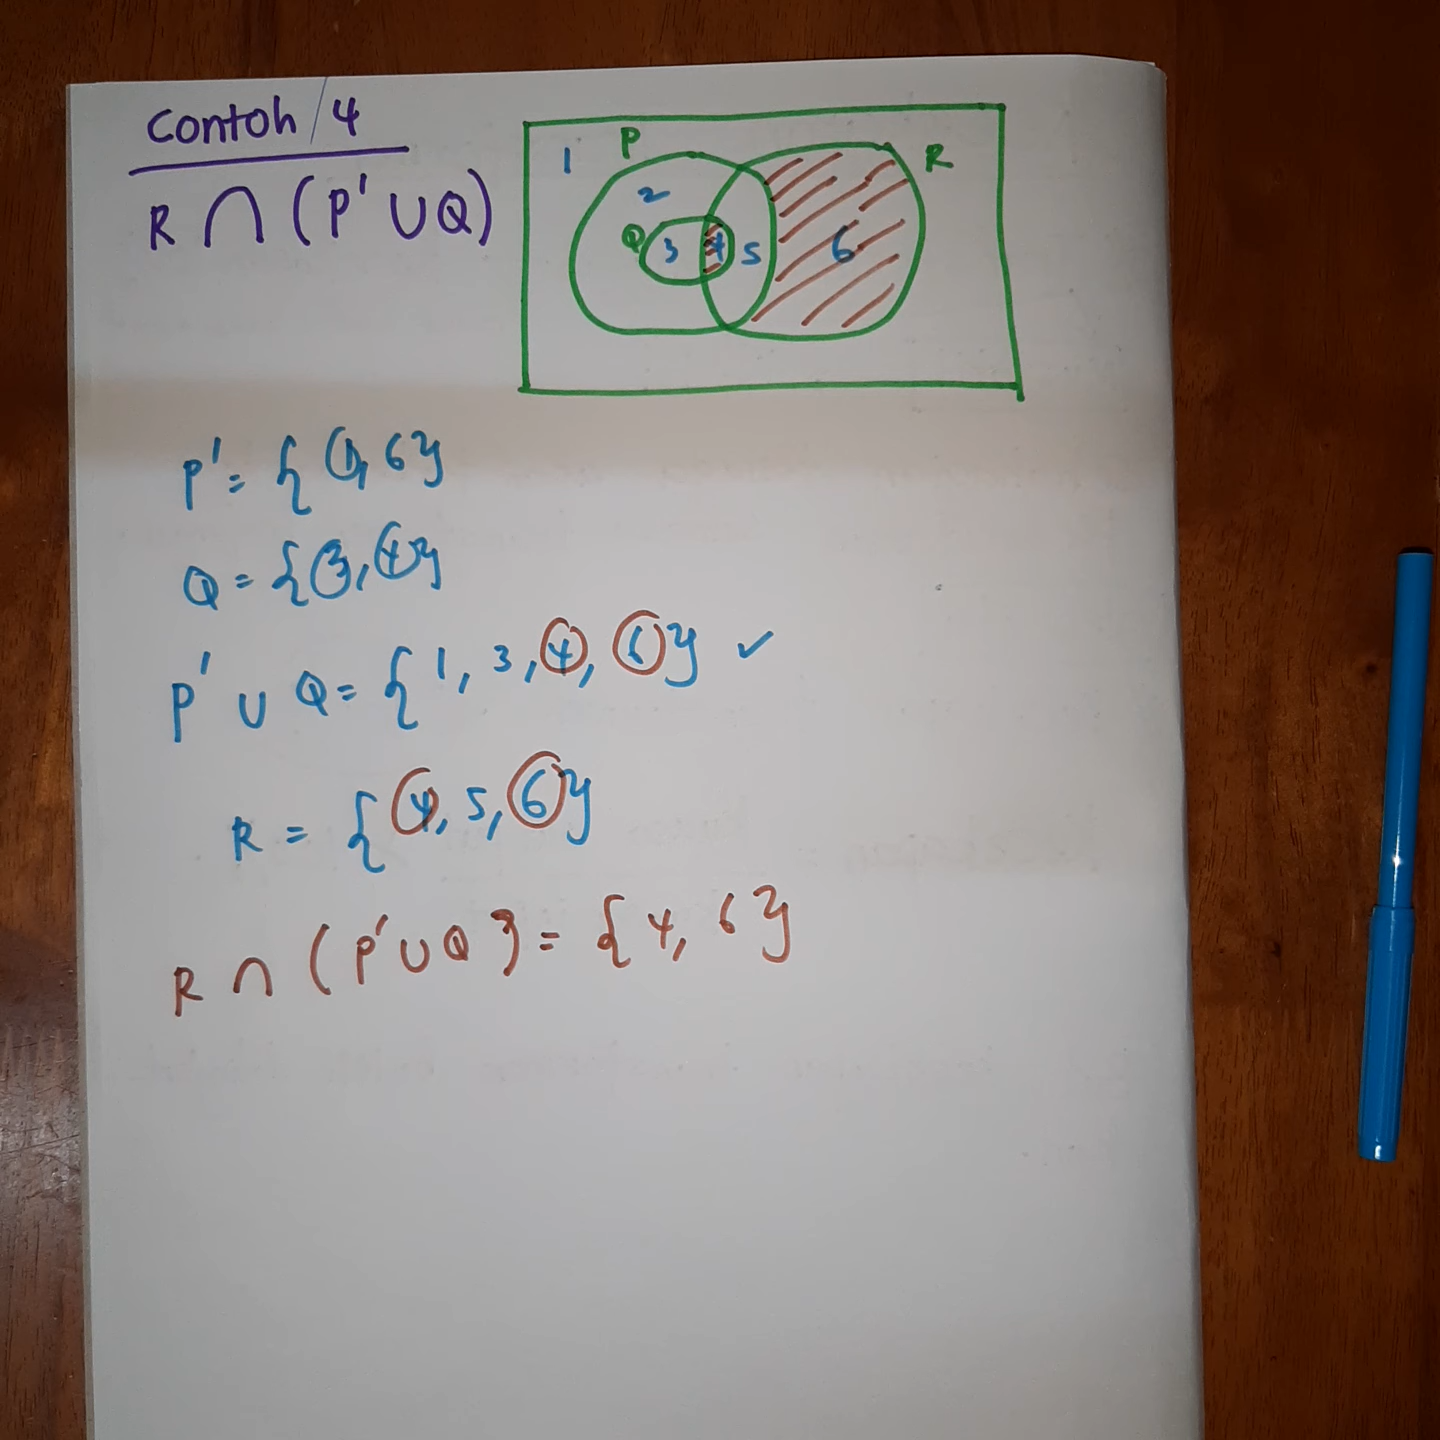 Contoh 4
R ∩ (P' ∪ Q)
P
R
1
2
Q
3
4
5
6
P' = {1, 6}
Q = {3, 4}
P' ∪ Q = {1, 3, 4, 6} ✓
R = {4, 5, 6}
R ∩ (P' ∪ Q} = {4, 6}